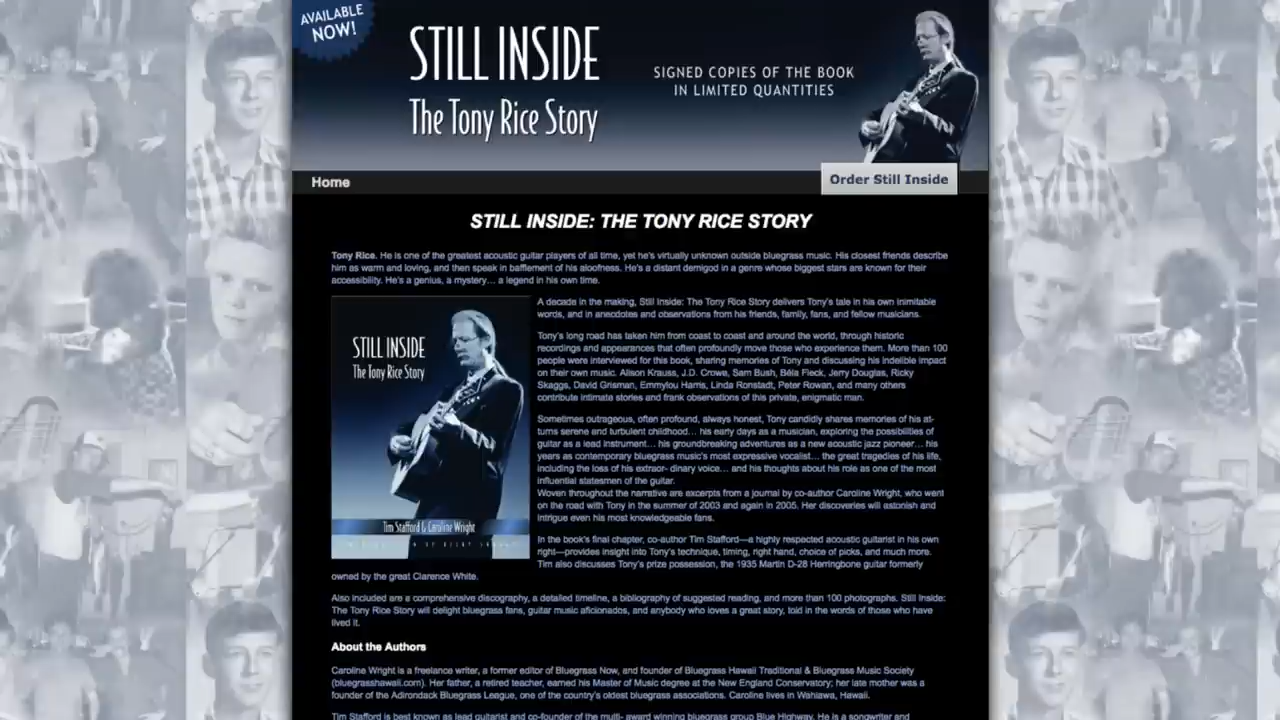 AVAILABLE
NOW!
STILL INSIDE
The Tony Rice Story
SIGNED COPIES OF THE BOOK
IN LIMITED QUANTITIES
Home
Order Still Inside
STILL INSIDE: THE TONY RICE STORY
Tony Rice. He is one of the greatest acoustic guitar players of all time, yet he's virtually unknown outside bluegrass music. His closest friends describe
him as warm and loving, and then speak in bafflement of his aloofness. He's a distant demigod in a genre whose biggest stars are known for their
accessibility. He's a genius, a mystery... a legend in his own time.
A decade in the making, Still Inside: The Tony Rice Story delivers Tony's tale in his own inimitable
words, and in anecdotes and observations from his friends, family, fans, and fellow musicians.
Tony's long road has taken him from coast to coast and around the world, through historic
recordings and appearances that often profoundly move those who experience them. More than 100
people were interviewed for this book, sharing memories of Tony and discussing his indelible impact
on their own music. Alison Krauss, J.D. Crowe, Sam Bush, Béla Fleck, Jerry Douglas, Ricky
Skaggs, David Grisman, Emmylou Harris, Linda Ronstadt, Peter Rowan, and many others
contribute intimate stories and frank observations of this private, enigmatic man.
STILL INSIDE
The Tony Rice Story
Tim Stafford & Caroline Wright
Sometimes outrageous, often profound, always honest, Tony candidly shares memories of his at-
turns serene and turbulent childhood... his early days as a musician, exploring the possibilities of
guitar as a lead instrument... his groundbreaking adventures as a new acoustic jazz pioneer... his
years as contemporary bluegrass music's most expressive vocalist... the great tragedies of his life,
including the loss of his extraor- dinary voice... and his thoughts about his role as one of the most
influential statesmen of the guitar.
Woven throughout the narrative are excerpts from a journal by co-author Caroline Wright, who went
on the road with Tony in the summer of 2003 and again in 2005. Her discoveries will astonish and
intrigue even his most knowledgeable fans.
In the book's final chapter, co-author Tim Stafford—a highly respected acoustic guitarist in his own
right—provides insight into Tony's technique, timing, right hand, choice of picks, and much more.
Tim also discusses Tony's prize possession, the 1935 Martin D-28 Herringbone guitar formerly
owned by the great Clarence White.
Also included are a comprehensive discography, a detailed timeline, a bibliography of suggested reading, and more than 100 photographs. Still Inside:
The Tony Rice Story will delight bluegrass fans, guitar music aficionados, and anybody who loves a great story, told in the words of those who have
lived it.
About the Authors
Caroline Wright is a freelance writer, a former editor of Bluegrass Now, and founder of Bluegrass Hawaii Traditional & Bluegrass Music Society
(bluegrasshawaii.com). Her father, a retired teacher, earned his Master of Music degree at the New England Conservatory; her late mother was a
founder of the Adirondack Bluegrass League, one of the country's oldest bluegrass associations. Caroline lives in Wahiawa, Hawaii.
Tim Stafford is best known as lead guitarist and co-founder of the multi- award winning bluegrass group Blue Highway. He is a songwriter and